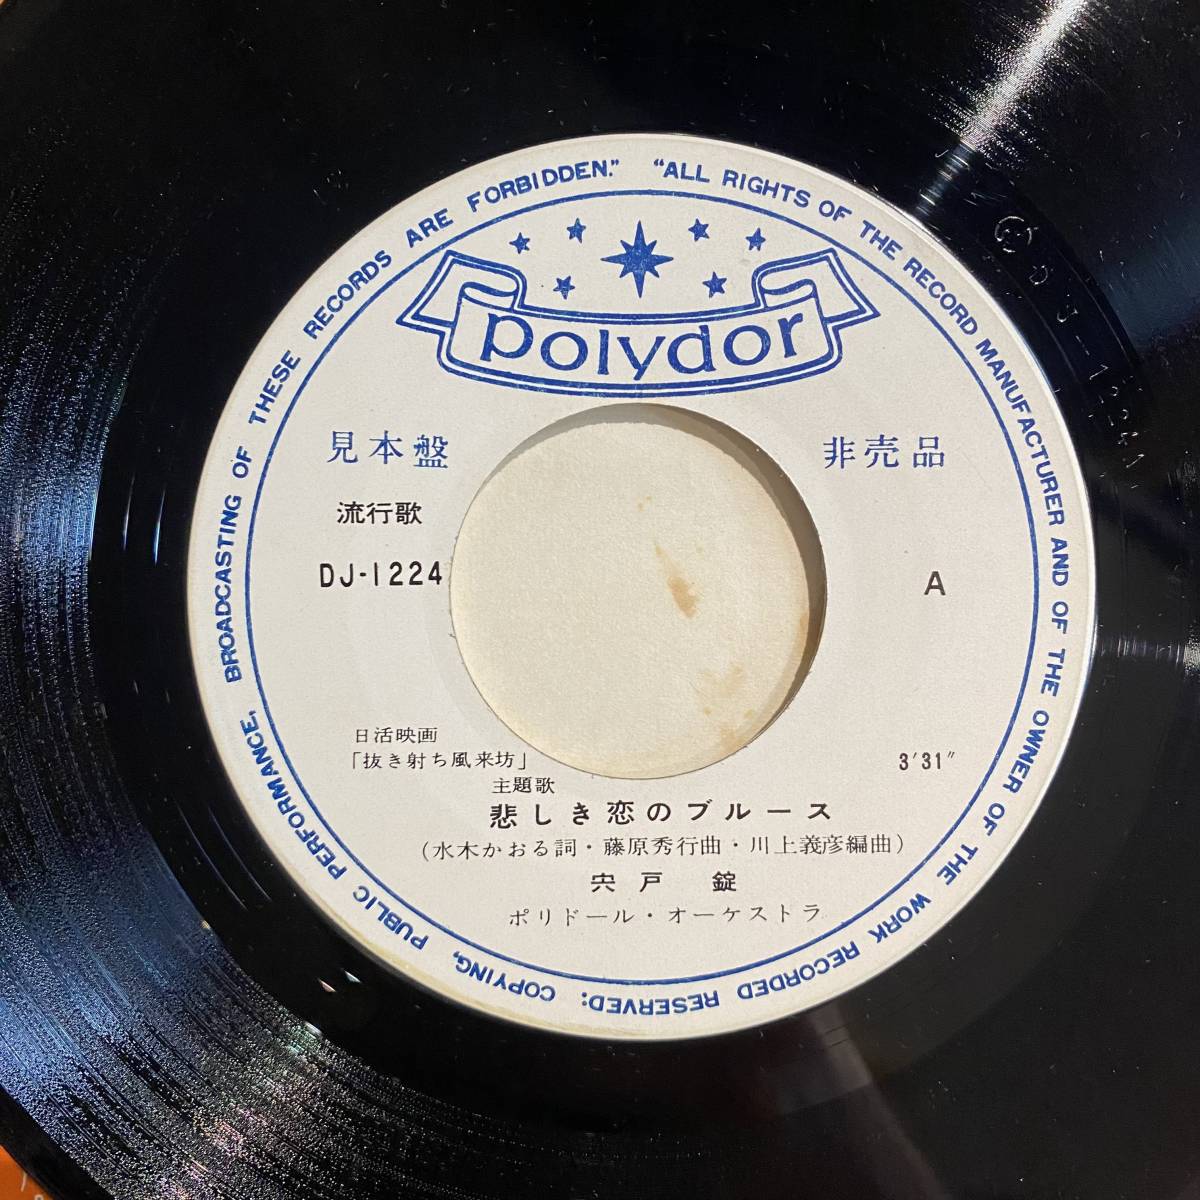 "ALL RIGHTS OF THE RECORD MANUFACTURER AND OF THE OWNER OF THE WORK RECORDED RESERVED: COPYING, PUBLIC PERFORMANCE, BROADCASTING OF THESE RECORDS ARE FORBIDDEN."
polydor
見本盤 非売品
流行歌
DJ-1224 A
日活映画
「抜き射ち風来坊」 3'31"
主題歌
悲しき恋のブルース
(水木かおる詞・藤原秀行曲・川上義彦編曲)
宍戸 錠
ポリドール・オーケストラ